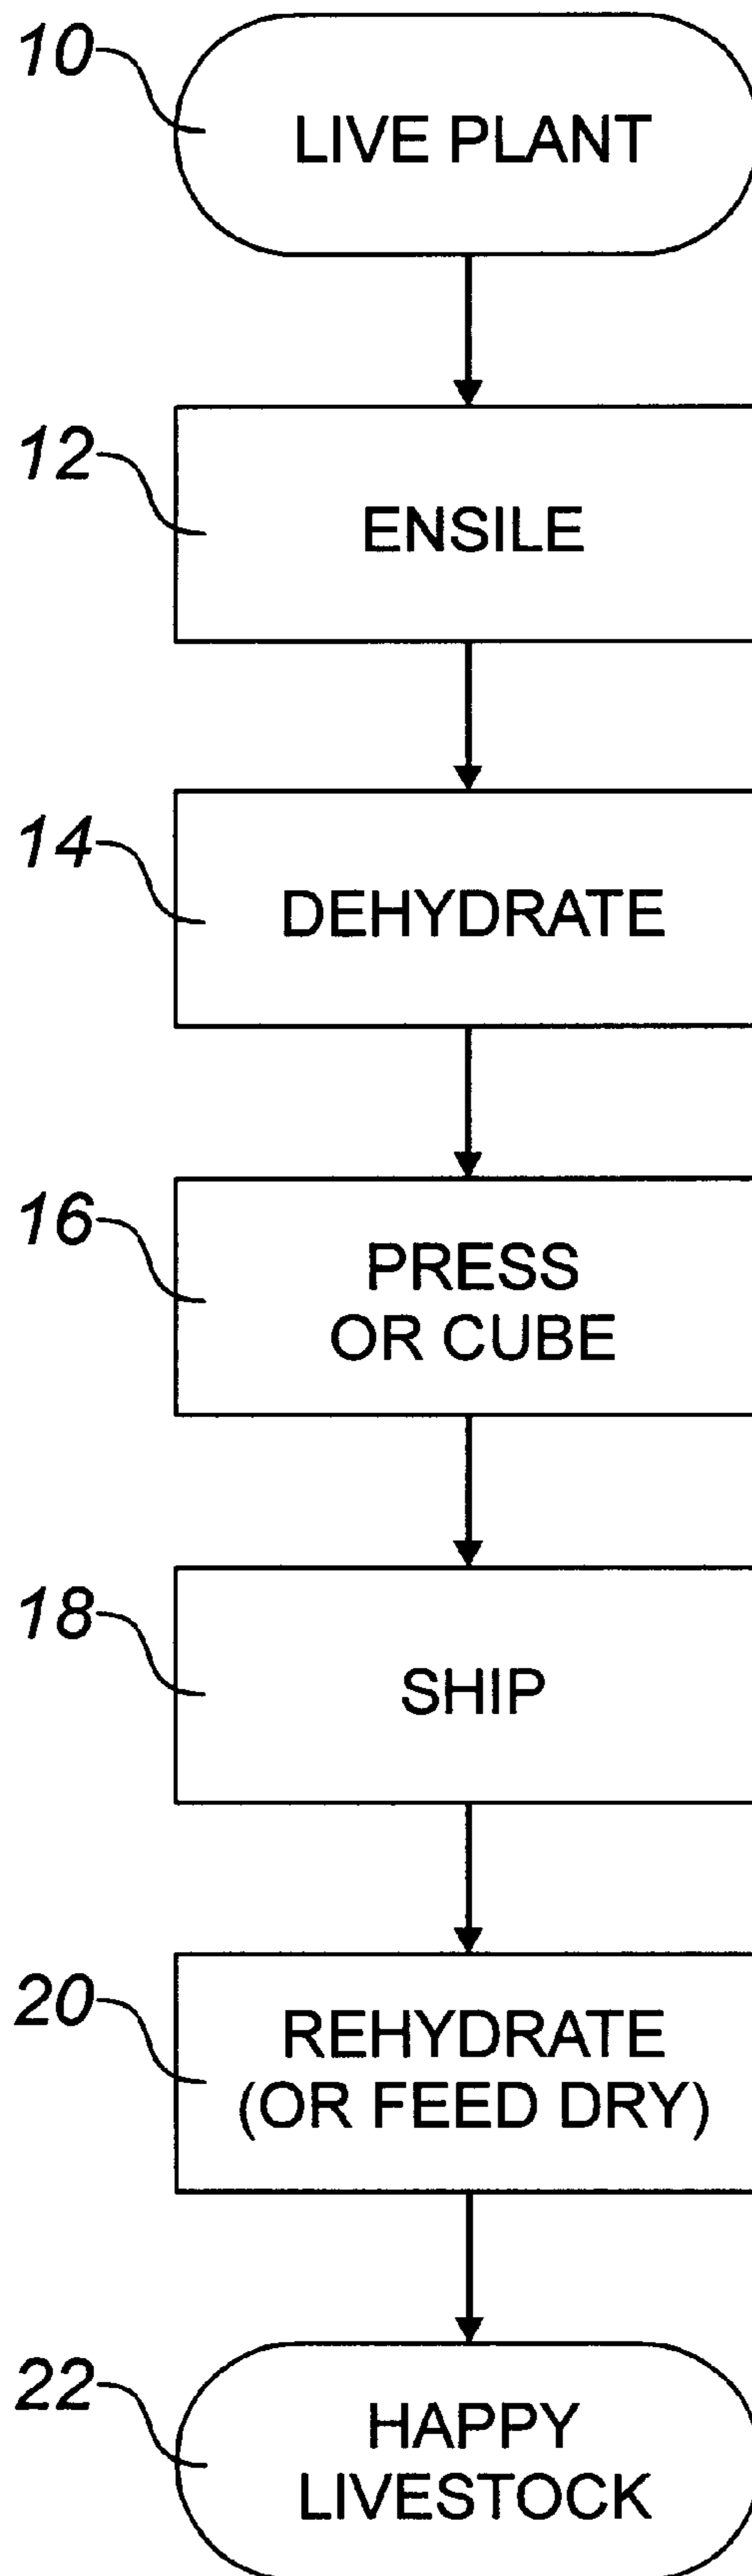 10
LIVE PLANT
12
ENSILE
14
DEHYDRATE
16
PRESS
OR CUBE
18
SHIP
20
REHYDRATE
(OR FEED DRY)
22
HAPPY
LIVESTOCK